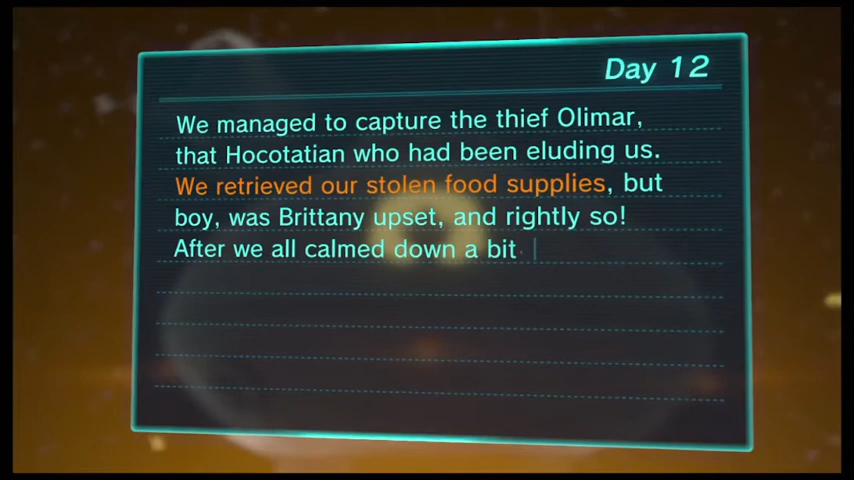 Day 12
We managed to capture the thief Olimar,
that Hocotatian who had been eluding us.
We retrieved our stolen food supplies, but
boy, was Brittany upset, and rightly so!
After we all calmed down a bit